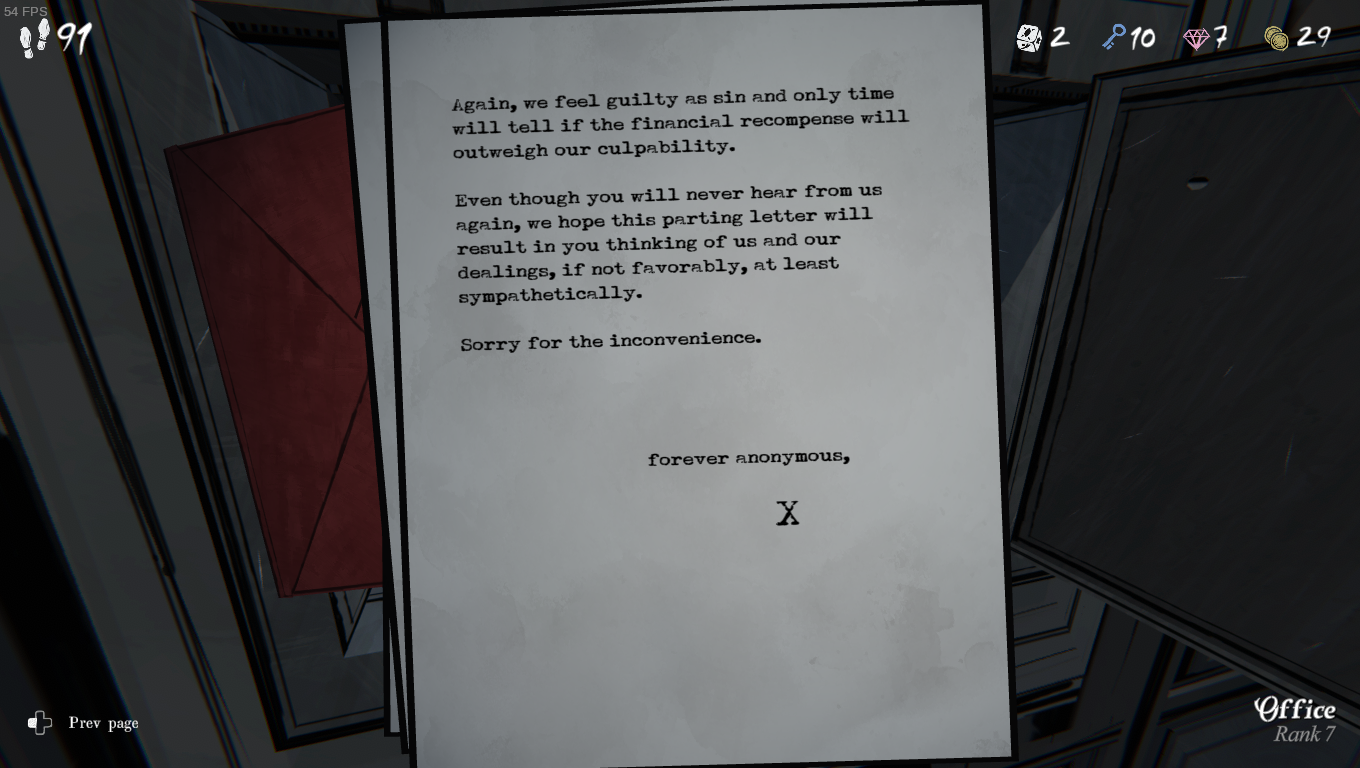 54 FPS
91
2
10
7
29
Again, we feel guilty as sin and only time
will tell if the financial recompense will
outweigh our culpability.
Even though you will never hear from us
again, we hope this parting letter will
result in you thinking of us and our
dealings, if not favorably, at least
sympathetically.
Sorry for the inconvenience.
forever anonymous,
X
Prev page
Office
Rank 7